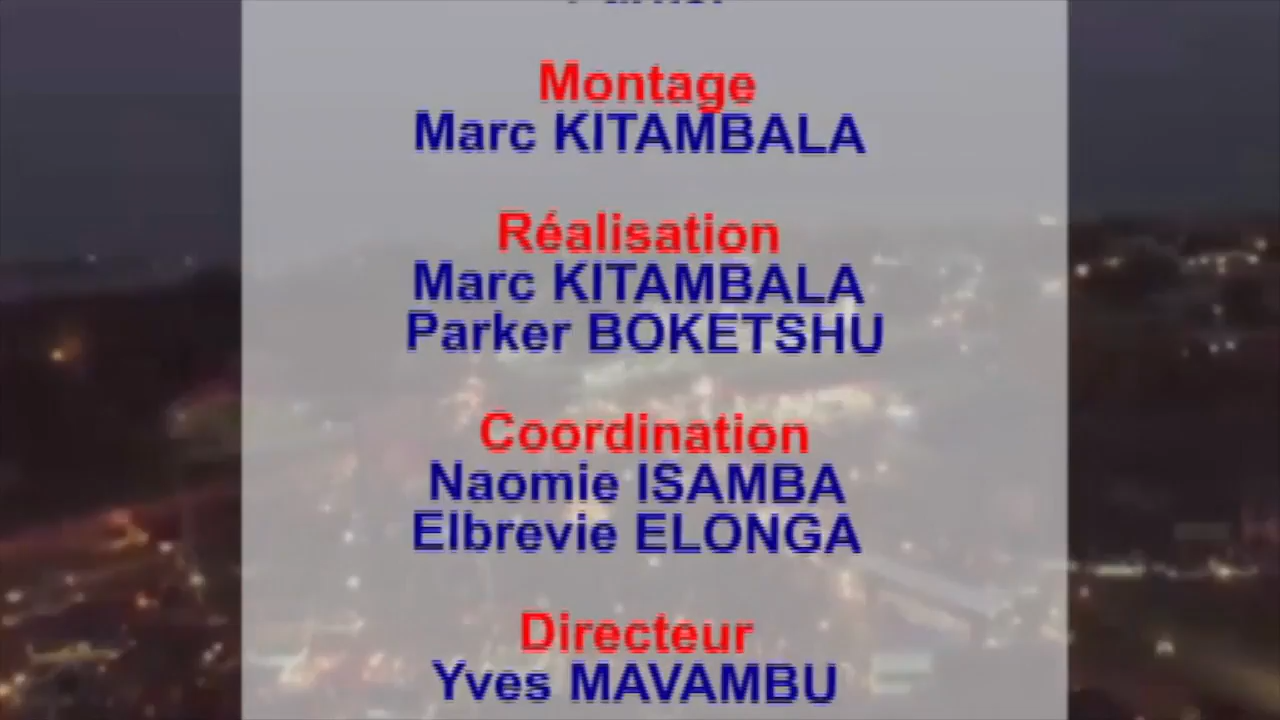 Montage
Marc KITAMBALA
Réalisation
Marc KITAMBALA
Parker BOKETSHU
Coordination
Naomie ISAMBA
Elbrevie ELONGA
Directeur
Yves MAVAMBU